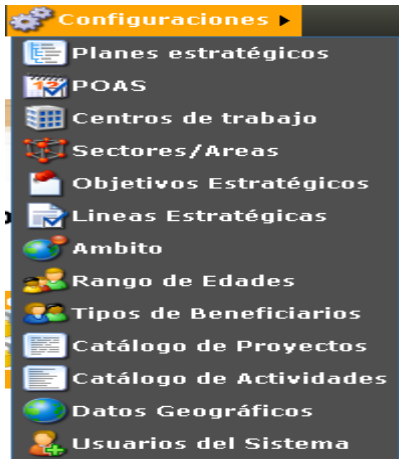 Configuraciones
Planes estratégicos
POAS
Centros de trabajo
Sectores/Areas
Objetivos Estratégicos
Lineas Estratégicas
Ambito
Rango de Edades
Tipos de Beneficiarios
Catálogo de Proyectos
Catálogo de Actividades
Datos Geográficos
Usuarios del Sistema